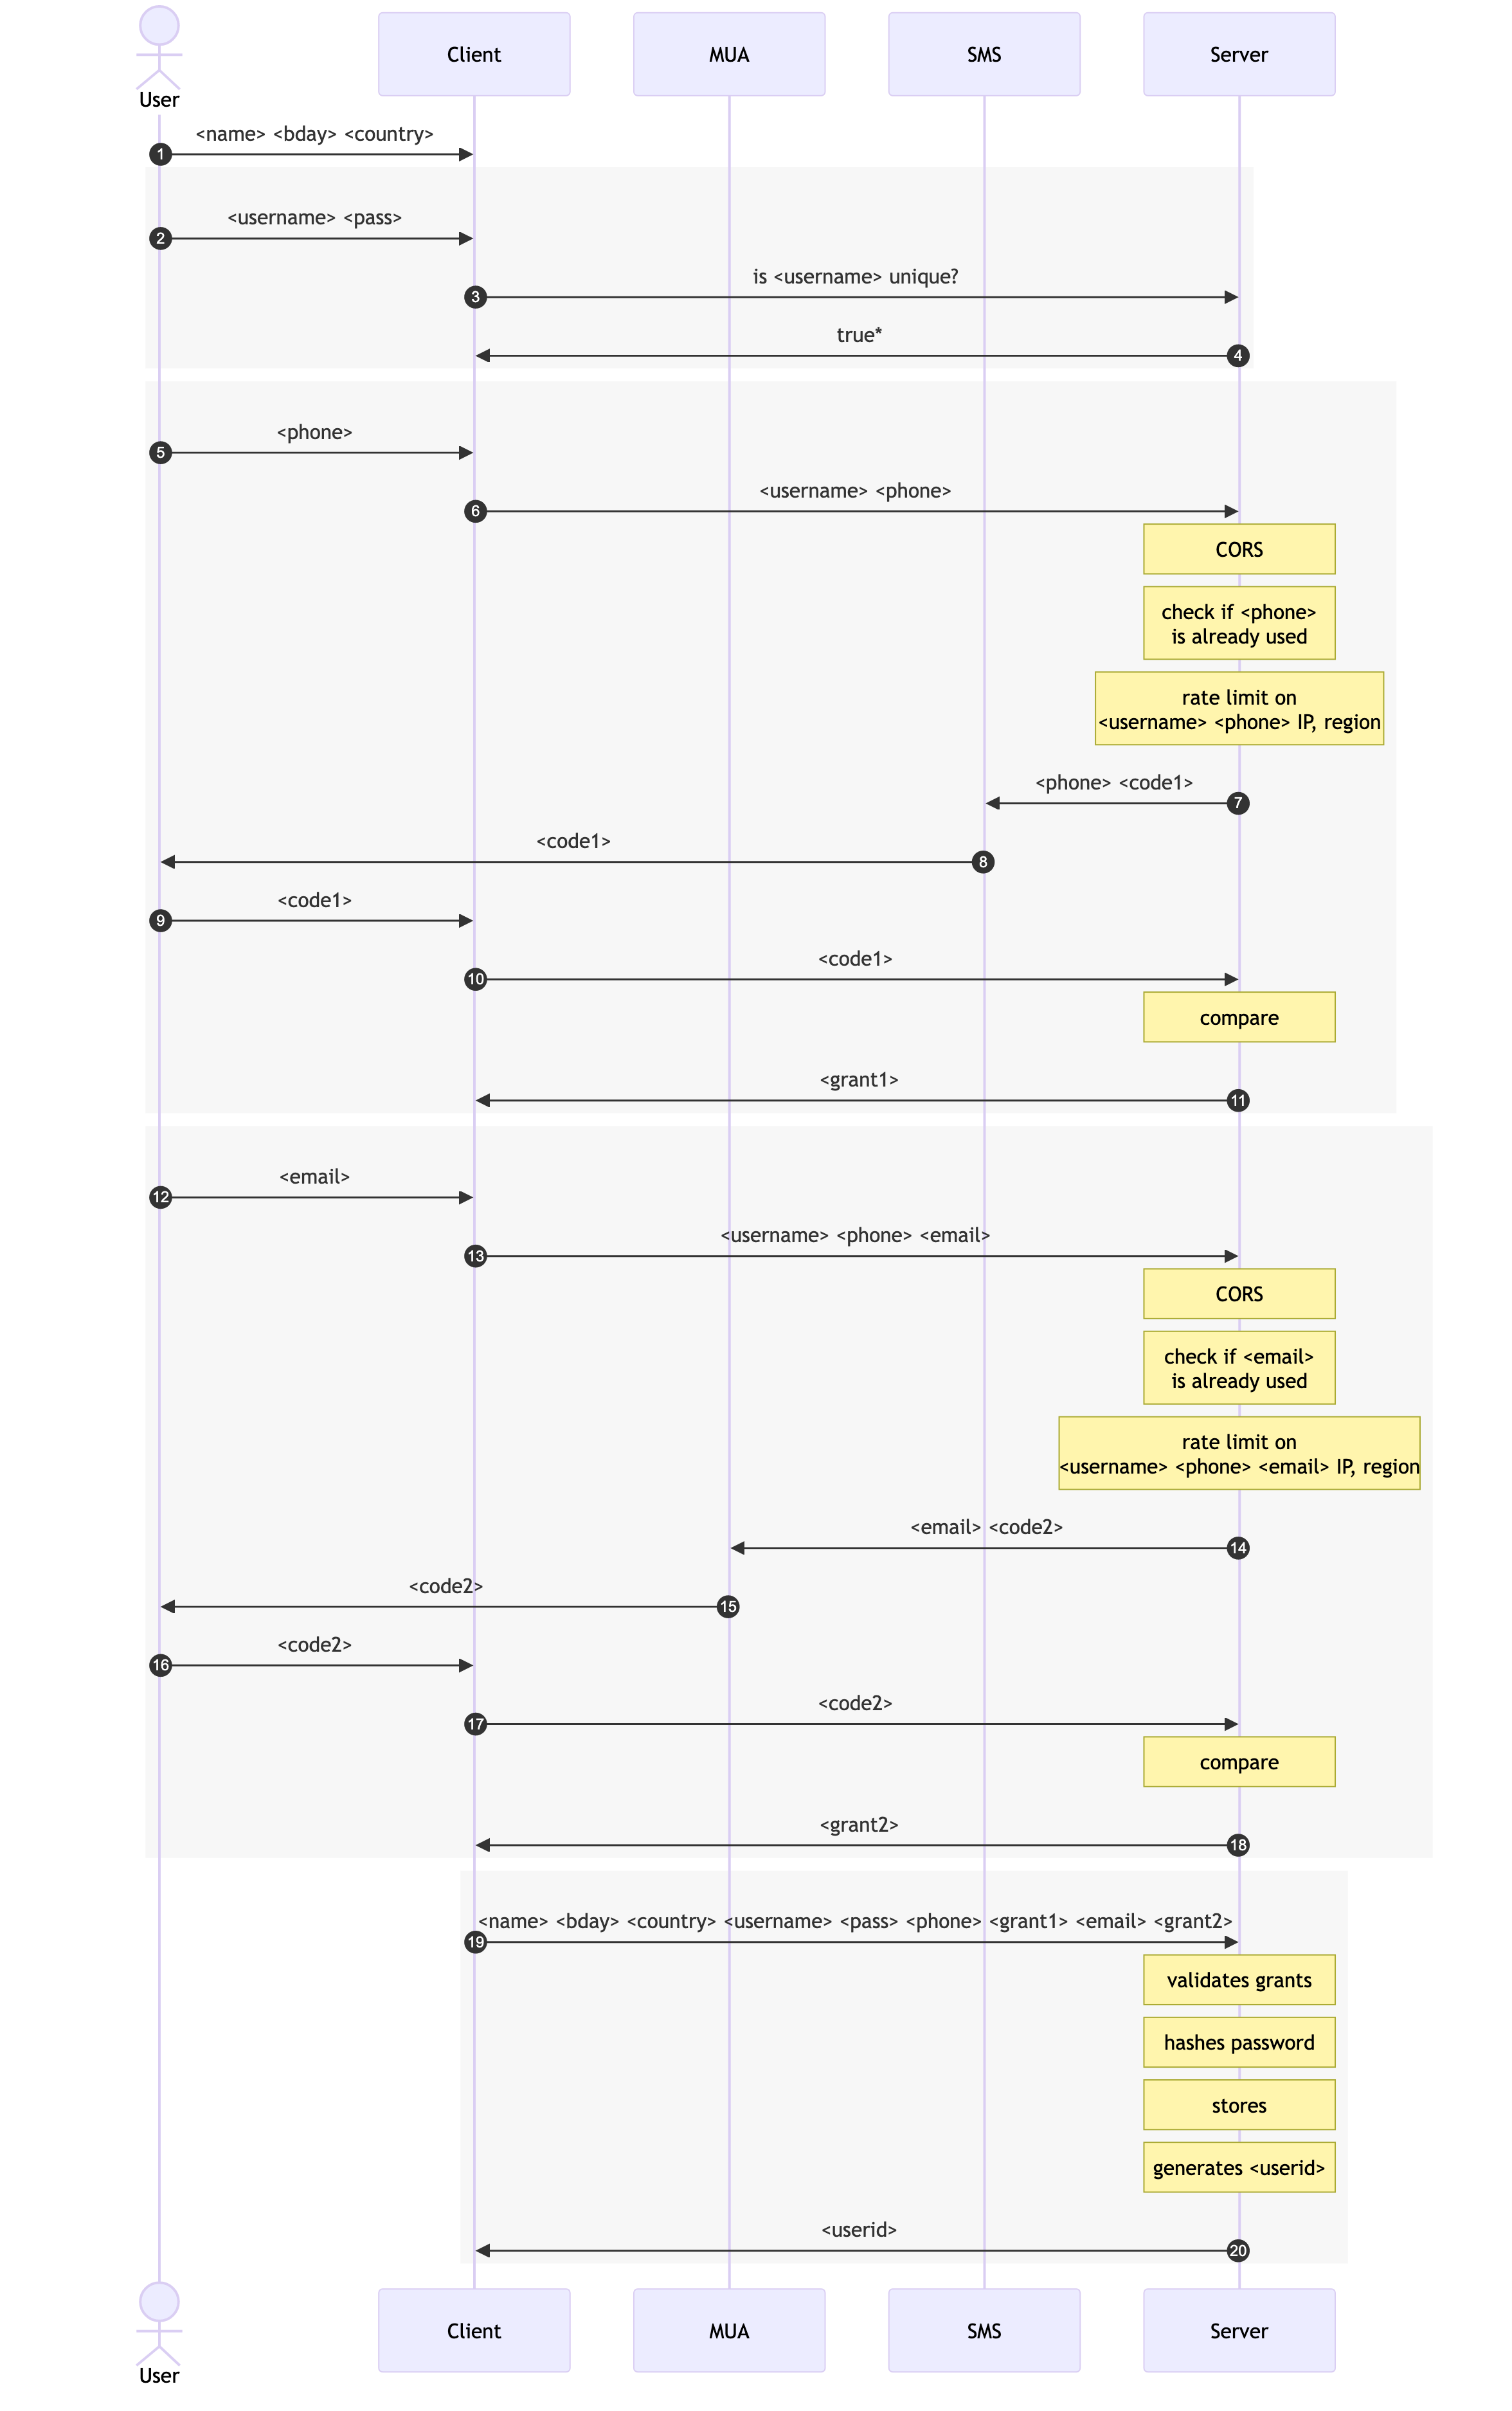 User
Client
MUA
SMS
Server
<name> <bday> <country>
1
<username> <pass>
2
is <username> unique?
3
true*
4
<phone>
5
<username> <phone>
6
CORS
check if <phone>
is already used
rate limit on
<username> <phone> IP, region
<phone> <code1>
7
<code1>
8
<code1>
9
<code1>
10
compare
<grant1>
11
<email>
12
<username> <phone> <email>
13
CORS
check if <email>
is already used
rate limit on
<username> <phone> <email> IP, region
<email> <code2>
14
<code2>
15
<code2>
16
<code2>
17
compare
<grant2>
18
<name> <bday> <country> <username> <pass> <phone> <grant1> <email> <grant2>
19
validates grants
hashes password
stores
generates <userid>
<userid>
20
User
Client
MUA
SMS
Server